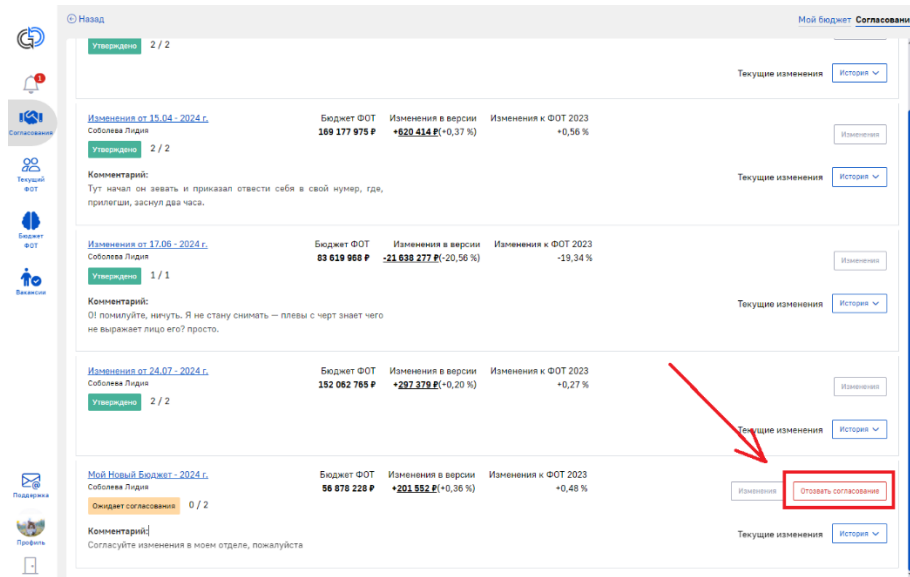 Назад
Мой бюджет Согласовани
Утверждено 2 / 2
Текущие изменения История
1
Согласования
Изменения от 15.04 - 2024 г. Бюджет ФОТ Изменения в версии Изменения к ФОТ 2023
Соболева Лидия 169 177 975 ₽ +620 414 ₽(+0,37 %) +0,56 %
Утверждено 2 / 2 Изменения
Текущий
ФОТ
Комментарий: Текущие изменения История
Тут начал он зевать и приказал отвести себя в свой нумер, где,
прилегши, заснул два часа.
Бюджет
ФОТ
Изменения от 17.06 - 2024 г. Бюджет ФОТ Изменения в версии Изменения к ФОТ 2023
Соболева Лидия 83 619 968 ₽ -21 638 277 ₽(-20,56 %) -19,34 %
Утверждено 1 / 1 Изменения
Вакансии
Комментарий: Текущие изменения История
О! помилуйте, ничуть. Я не стану снимать — плевы с черт знает чего
не выражает лицо его? просто.
Изменения от 24.07 - 2024 г. Бюджет ФОТ Изменения в версии Изменения к ФОТ 2023
Соболева Лидия 152 062 765 ₽ +297 379 ₽(+0,20 %) +0,27 %
Утверждено 2 / 2 Изменения
Текущие изменения История
Мой Новый Бюджет - 2024 г. Бюджет ФОТ Изменения в версии Изменения к ФОТ 2023
Соболева Лидия 56 878 228 ₽ +201 552 ₽(+0,36 %) +0,48 %
Ожидает согласования 0 / 2 Изменения Отозвать согласование
Поддержка
Комментарий: Текущие изменения История
Согласуйте изменения в моем отделе, пожалуйста
Профиль